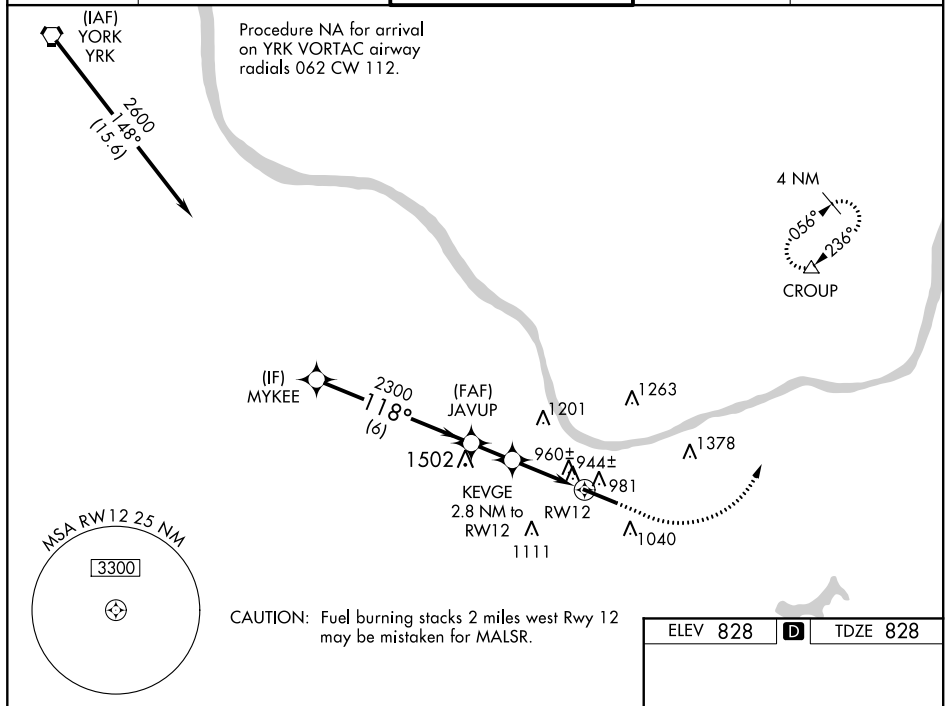 (IAF)
YORK
YRK
Procedure NA for arrival
on YRK VORTAC airway
radials 062 CW 112.
2600
148°
(15.6)
4 NM
056°
236°
CROUP
(IF)
MYKEE
2300
118°
(6)
(FAF)
JAVUP
1201
1263
1502
960±
944±
1378
981
KEVGE
2.8 NM to
RW12
RW12
1111
1040
MSA RW12 25 NM
3300
CAUTION: Fuel burning stacks 2 miles west Rwy 12
may be mistaken for MALSR.
ELEV 828 D TDZE 828